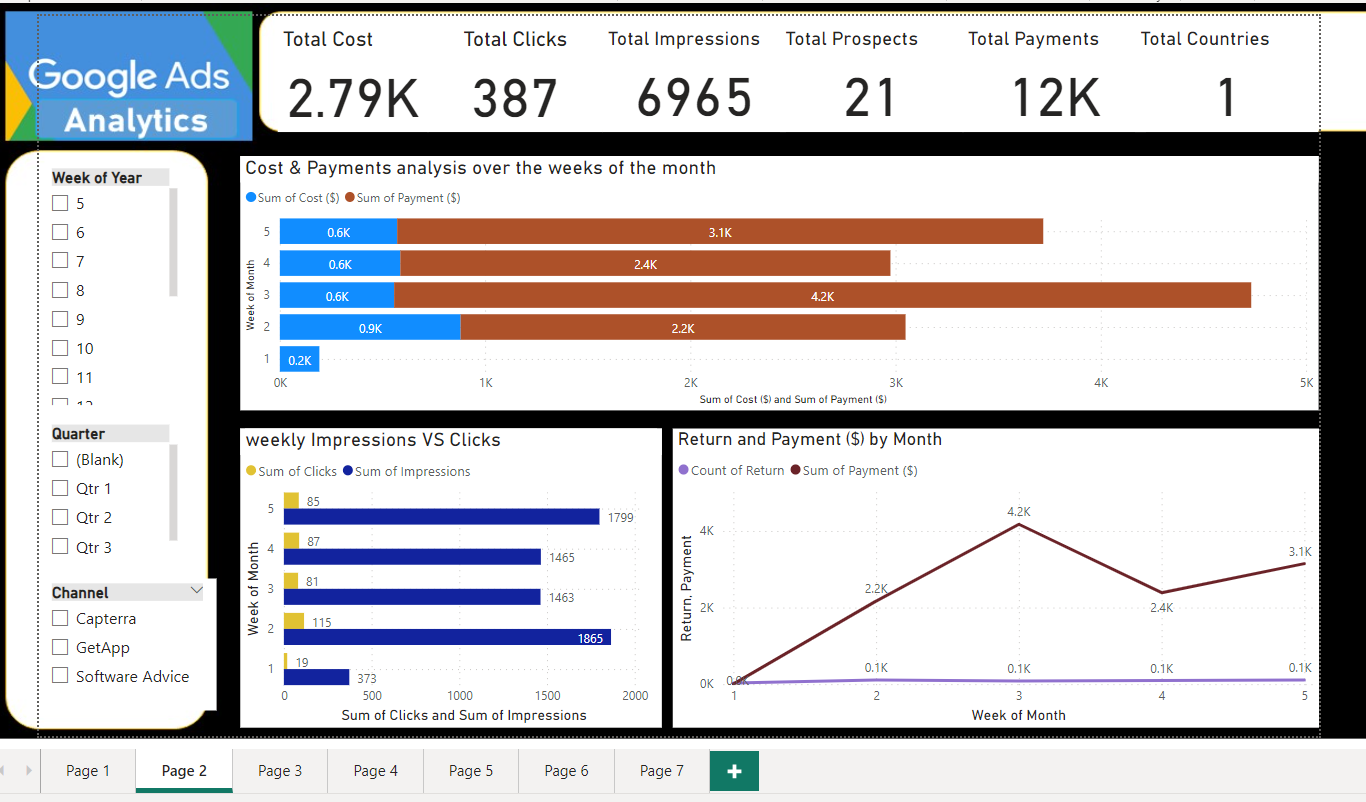 Google Ads
Analytics
Total Cost
2.79K
Total Clicks
387
Total Impressions
6965
Total Prospects
21
Total Payments
12K
Total Countries
1
Week of Year
5
6
7
8
9
10
11
12
Quarter
(Blank)
Qtr 1
Qtr 2
Qtr 3
Channel
Capterra
GetApp
Software Advice
Cost & Payments analysis over the weeks of the month
Sum of Cost ($) Sum of Payment ($)
Week of Month
5 0.6K 3.1K
4 0.6K 2.4K
3 0.6K 4.2K
2 0.9K 2.2K
1 0.2K
0K 1K 2K 3K 4K 5K
Sum of Cost ($) and Sum of Payment ($)
weekly Impressions VS Clicks
Sum of Clicks Sum of Impressions
Week of Month
5 85 1799
4 87 1465
3 81 1463
2 115 1865
1 19 373
0 500 1000 1500 2000
Sum of Clicks and Sum of Impressions
Return and Payment ($) by Month
Count of Return Sum of Payment ($)
Return, Payment
4.2K
4K
3.1K
2.2K
2K
2.4K
0.1K 0.1K 0.1K 0.1K
0K
1 2 3 4 5
Week of Month
Page 1 Page 2 Page 3 Page 4 Page 5 Page 6 Page 7 +